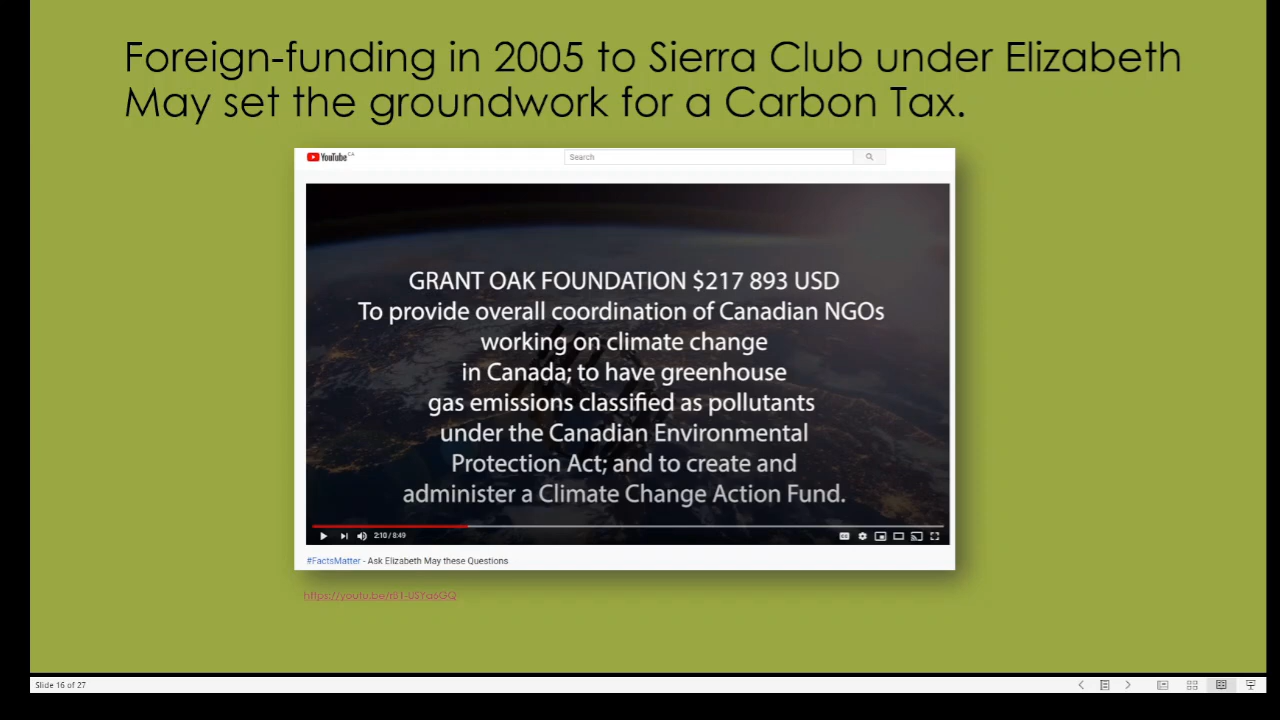 Foreign-funding in 2005 to Sierra Club under Elizabeth
May set the groundwork for a Carbon Tax.
YouTube CA
Search
GRANT OAK FOUNDATION $217 893 USD
To provide overall coordination of Canadian NGOs
working on climate change
in Canada; to have greenhouse
gas emissions classified as pollutants
under the Canadian Environmental
Protection Act; and to create and
administer a Climate Change Action Fund.
2:10 / 8:49
#FactsMatter - Ask Elizabeth May these Questions
Slide 16 of 27